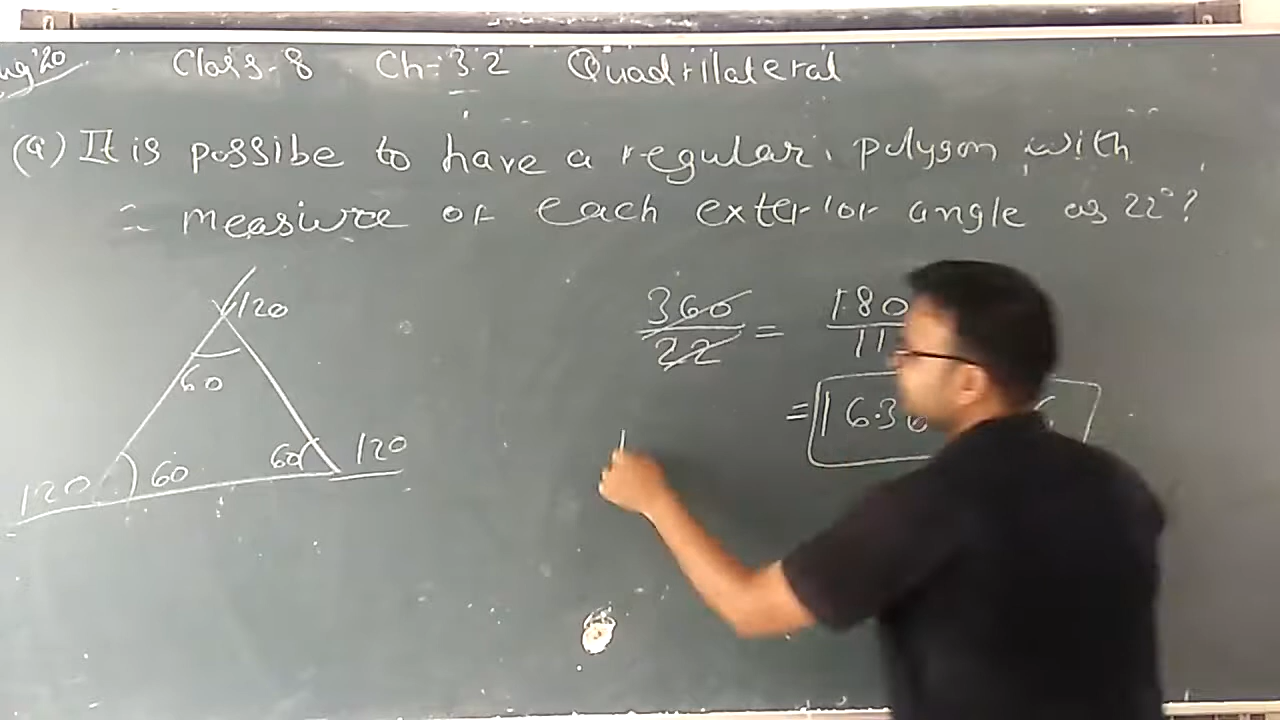 Class-8 Ch-3.2 Quadrilateral
(a) It is possibe to have a regular polygon with
measure of each exterior angle as 22°?
120
60
60
60
120
120
360/22 = 180/11
= 16.36